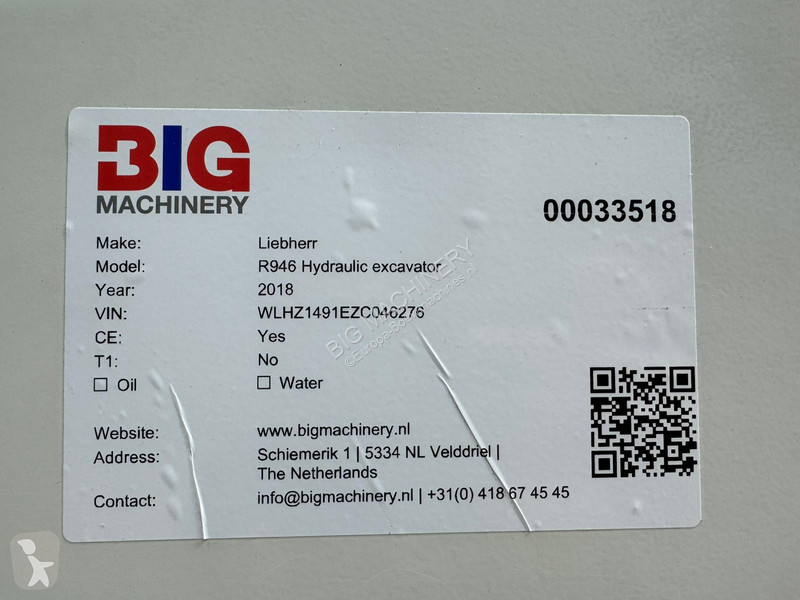 BIG
MACHINERY
00033518
Make: Liebherr
Model: R946 Hydraulic excavator
Year: 2018
VIN: WLHZ1491EZC046276
CE: Yes
T1: No
Oil Water
Website: www.bigmachinery.nl
Address: Schiemerik 1 | 5334 NL Velddriel |
The Netherlands
Contact: info@bigmachinery.nl | +31(0) 418 67 45 45
BIG MACHINERY